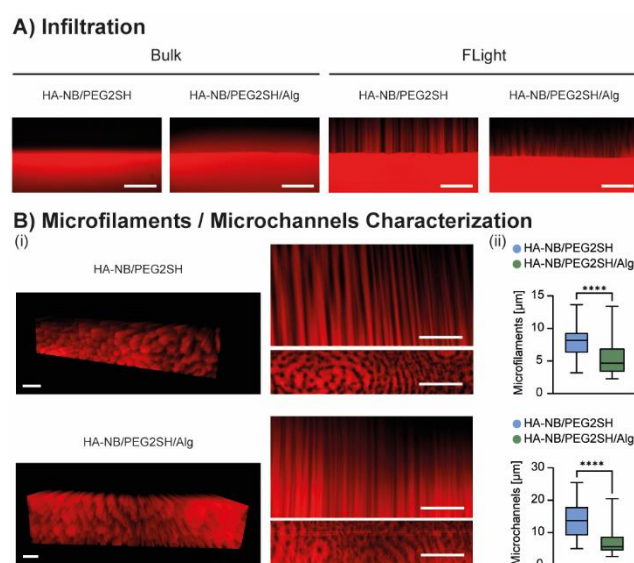 A) Infiltration
Bulk FLight
HA-NB/PEG2SH HA-NB/PEG2SH/Alg HA-NB/PEG2SH HA-NB/PEG2SH/Alg
B) Microfilaments / Microchannels Characterization
(i)
HA-NB/PEG2SH
HA-NB/PEG2SH/Alg
(ii)
HA-NB/PEG2SH
HA-NB/PEG2SH/Alg
****
Microfilaments [µm]
15
10
5
0
HA-NB/PEG2SH
HA-NB/PEG2SH/Alg
****
Microchannels [µm]
30
20
10
0